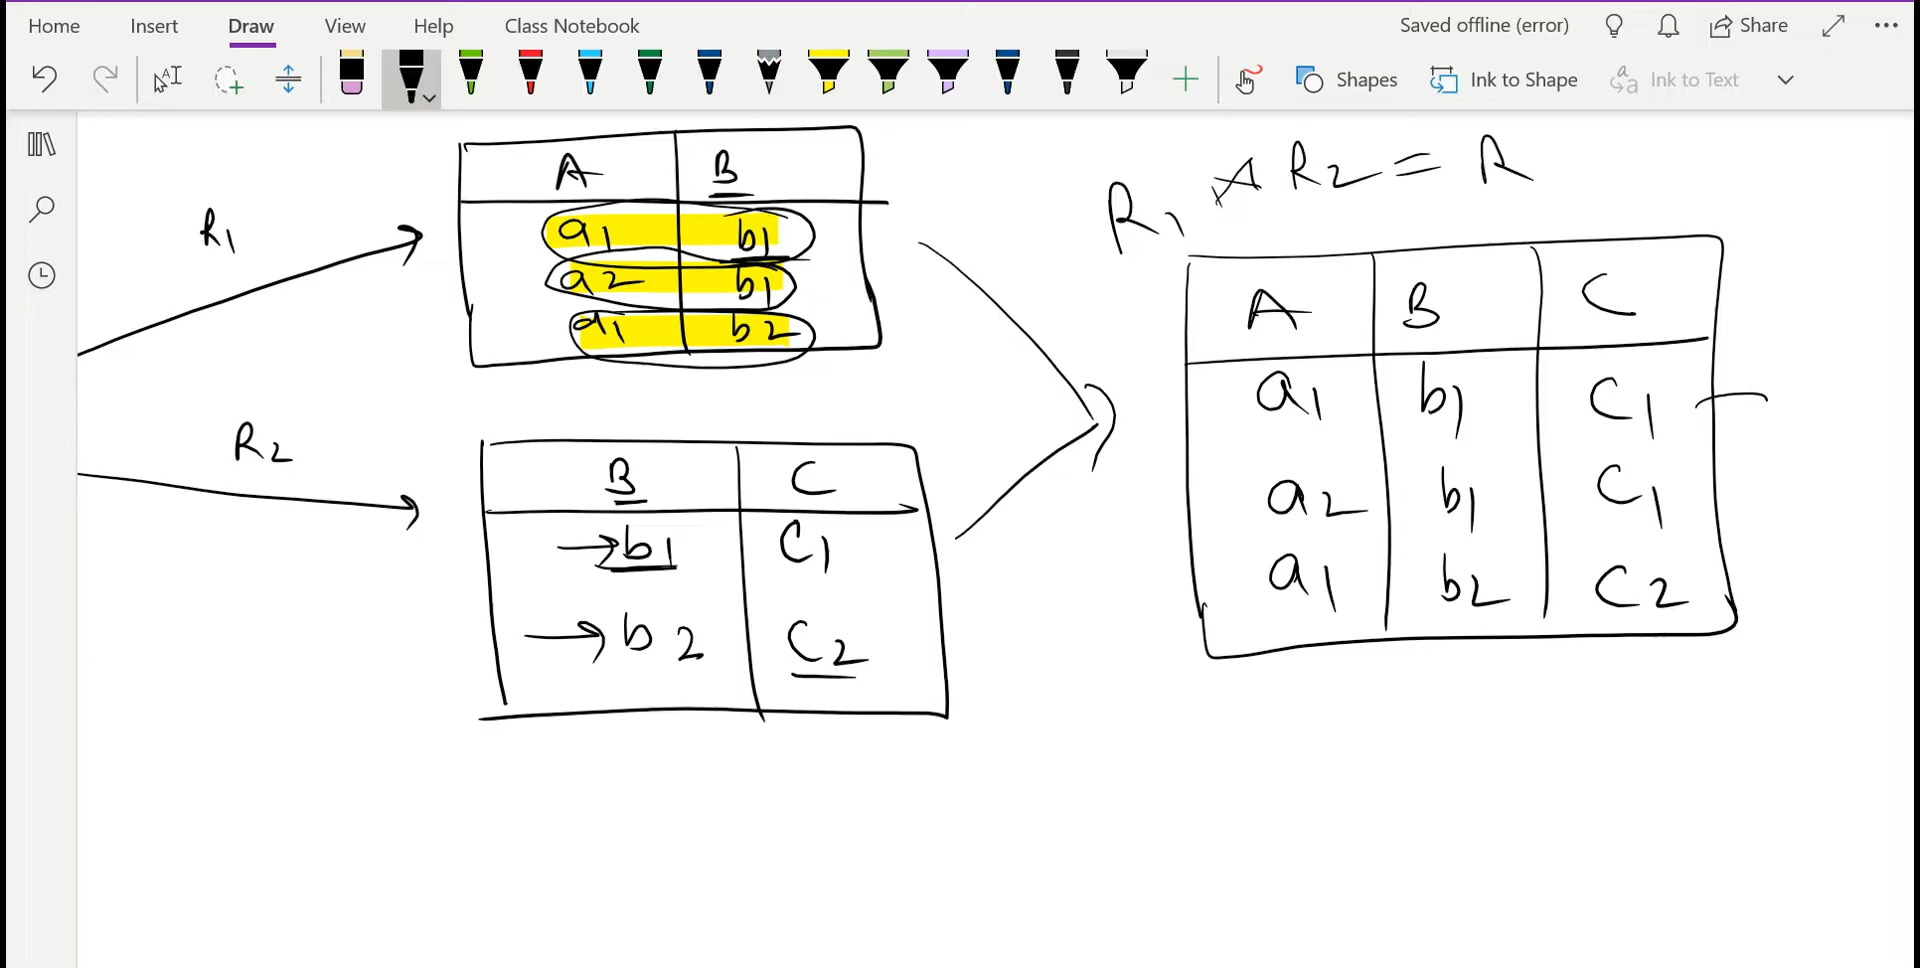 Home Insert Draw View Help Class Notebook Saved offline (error) Share
Shapes Ink to Shape Ink to Text
R1
A B
a1 b1
a2 b1
a1 b2
R2
B C
→b1 C1
→b2 C2
R1 ⋈ R2 = R
A B C
a1 b1 C1
a2 b1 C1
a1 b2 C2